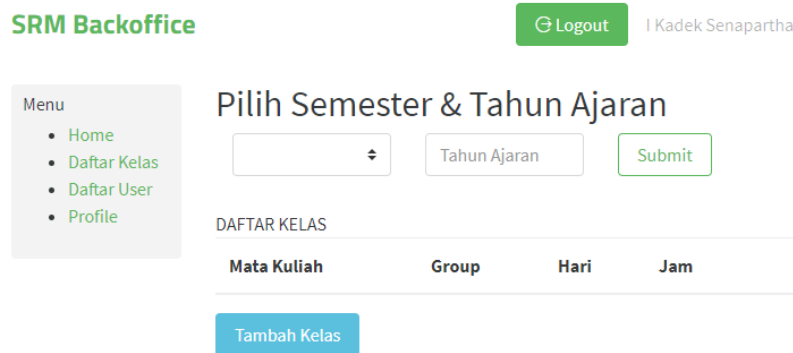 SRM Backoffice
Logout
I Kadek Senapartha
Menu
Home
Daftar Kelas
Daftar User
Profile
Pilih Semester & Tahun Ajaran
Tahun Ajaran
Submit
DAFTAR KELAS
Mata Kuliah Group Hari Jam
Tambah Kelas